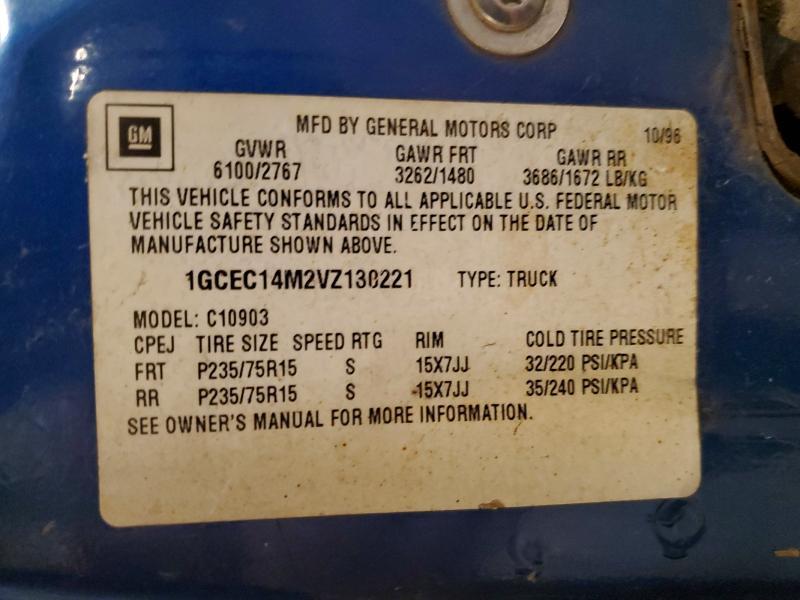 GM
MFD BY GENERAL MOTORS CORP 10/96
GVWR GAWR FRT GAWR RR
6100/2767 3262/1480 3686/1672 LB/KG
THIS VEHICLE CONFORMS TO ALL APPLICABLE U.S. FEDERAL MOTOR
VEHICLE SAFETY STANDARDS IN EFFECT ON THE DATE OF
MANUFACTURE SHOWN ABOVE.
1GCEC14M2VZ130221 TYPE: TRUCK
MODEL: C10903
CPEJ TIRE SIZE SPEED RTG RIM COLD TIRE PRESSURE
FRT P235/75R15 S 15X7JJ 32/220 PSI/KPA
RR P235/75R15 S 15X7JJ 35/240 PSI/KPA
SEE OWNER'S MANUAL FOR MORE INFORMATION.